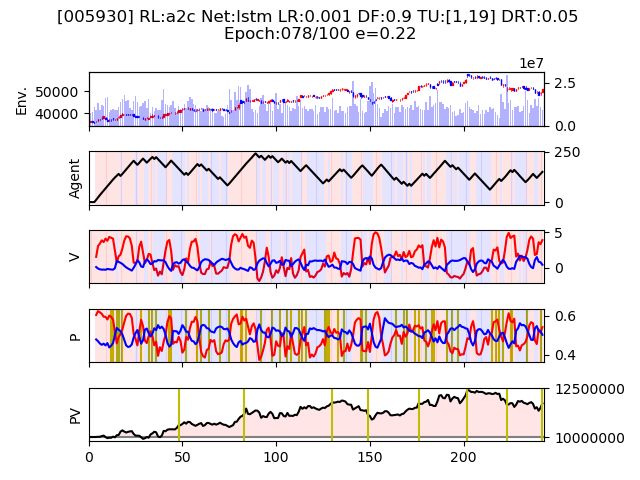 [005930] RL:a2c Net:lstm LR:0.001 DF:0.9 TU:[1,19] DRT:0.05
Epoch:078/100 e=0.22
1e7
Env.
50000
40000
2.5
0.0
Agent
250
0
V
5
0
P
0.6
0.4
PV
12500000
10000000
0
50
100
150
200